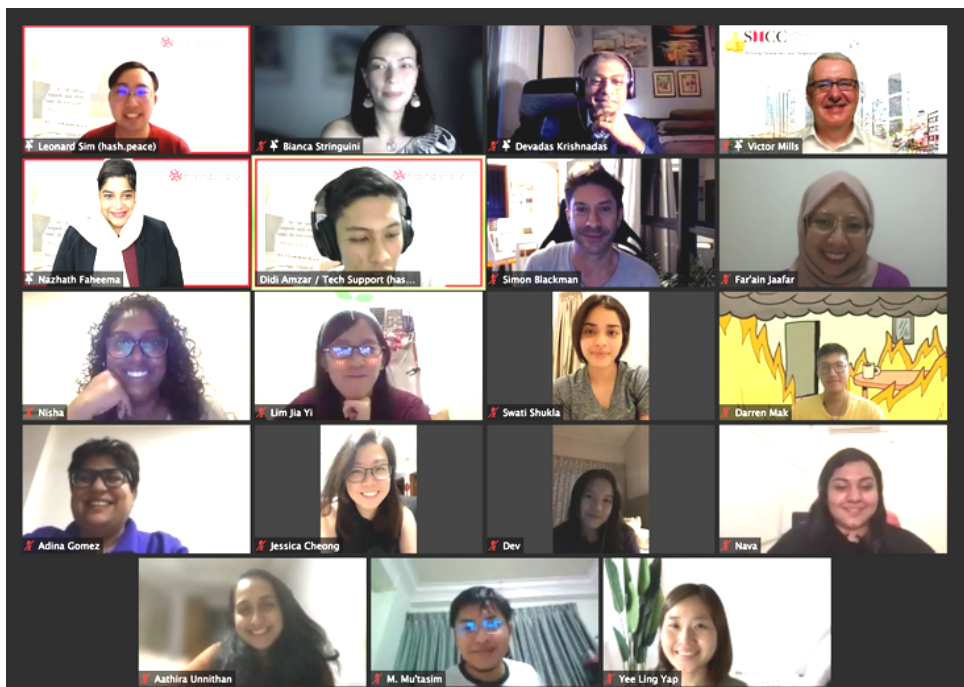 SICC
Leonard Sim (hash.peace)
Bianca Stringuini
Devadas Krishnadas
Victor Mills
Nazhath Faheema
Didi Amzar / Tech Support (has...
Simon Blackman
Far'ain Jaafar
Nisha
Lim Jia Yi
Swati Shukla
Darren Mak
Adina Gomez
Jessica Cheong
Dev
Nava
Aathira Unnithan
M. Mu'tasim
Yee Ling Yap